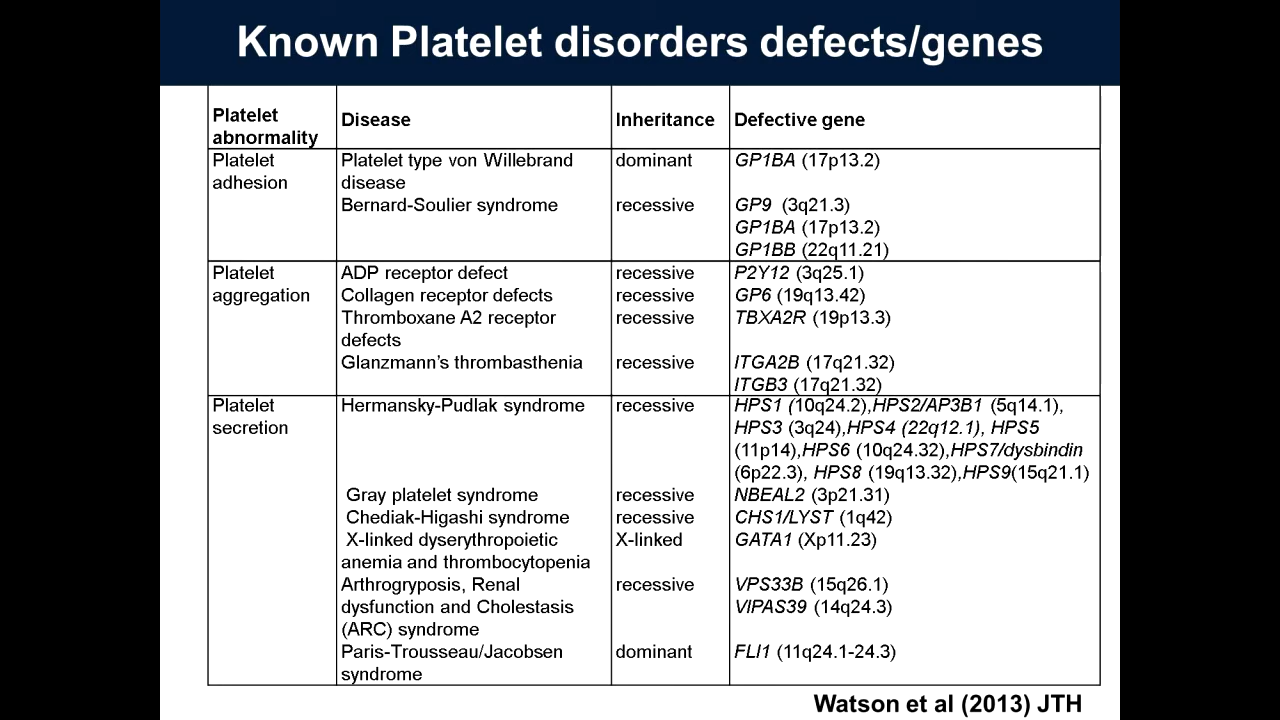 Known Platelet disorders defects/genes
Platelet abnormality Disease Inheritance Defective gene
Platelet adhesion Platelet type von Willebrand disease dominant GP1BA (17p13.2)
Bernard-Soulier syndrome recessive GP9 (3q21.3)
GP1BA (17p13.2)
GP1BB (22q11.21)
Platelet aggregation ADP receptor defect recessive P2Y12 (3q25.1)
Collagen receptor defects recessive GP6 (19q13.42)
Thromboxane A2 receptor defects recessive TBXA2R (19p13.3)
Glanzmann's thrombasthenia recessive ITGA2B (17q21.32)
ITGB3 (17q21.32)
Platelet secretion Hermansky-Pudlak syndrome recessive HPS1 (10q24.2),HPS2/AP3B1 (5q14.1),
HPS3 (3q24),HPS4 (22q12.1), HPS5
(11p14),HPS6 (10q24.32),HPS7/dysbindin
(6p22.3), HPS8 (19q13.32),HPS9(15q21.1)
Gray platelet syndrome recessive NBEAL2 (3p21.31)
Chediak-Higashi syndrome recessive CHS1/LYST (1q42)
X-linked dyserythropoietic anemia and thrombocytopenia X-linked GATA1 (Xp11.23)
Arthrogryposis, Renal dysfunction and Cholestasis (ARC) syndrome recessive VPS33B (15q26.1)
VIPAS39 (14q24.3)
Paris-Trousseau/Jacobsen syndrome dominant FLI1 (11q24.1-24.3)
Watson et al (2013) JTH